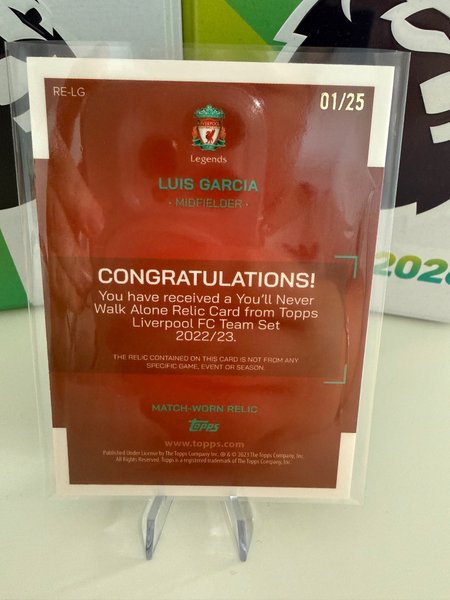 RE-LG
01/25
Legends
LUIS GARCIA
· MIDFIELDER ·
CONGRATULATIONS!
You have received a You'll Never
Walk Alone Relic Card from Topps
Liverpool FC Team Set
2022/23.
THE RELIC CONTAINED ON THIS CARD IS NOT FROM ANY
SPECIFIC GAME, EVENT OR SEASON.
MATCH-WORN RELIC
topps
www.topps.com
Published Under License by The Topps Company Inc. ® & © 2023 The Topps Company, Inc.
All Rights Reserved. Topps is a registered trademark of The Topps Company, Inc.